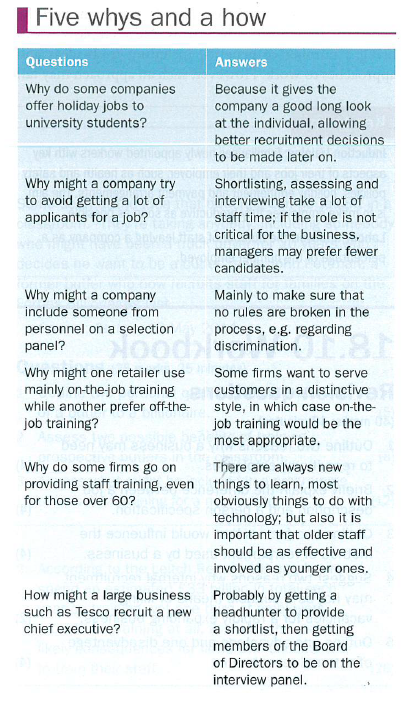 Five whys and a how
Questions
Answers
Why do some companies
offer holiday jobs to
university students?
Because it gives the
company a good long look
at the individual, allowing
better recruitment decisions
to be made later on.
Why might a company try
to avoid getting a lot of
applicants for a job?
Shortlisting, assessing and
interviewing take a lot of
staff time; if the role is not
critical for the business,
managers may prefer fewer
candidates.
Why might a company
include someone from
personnel on a selection
panel?
Mainly to make sure that
no rules are broken in the
process, e.g. regarding
discrimination.
Why might one retailer use
mainly on-the-job training
while another prefer off-the-
job training?
Some firms want to serve
customers in a distinctive
style, in which case on-the-
job training would be the
most appropriate.
Why do some firms go on
providing staff training, even
for those over 60?
There are always new
things to learn, most
obviously things to do with
technology; but also it is
important that older staff
should be as effective and
involved as younger ones.
How might a large business
such as Tesco recruit a new
chief executive?
Probably by getting a
headhunter to provide
a shortlist, then getting
members of the Board
of Directors to be on the
interview panel.